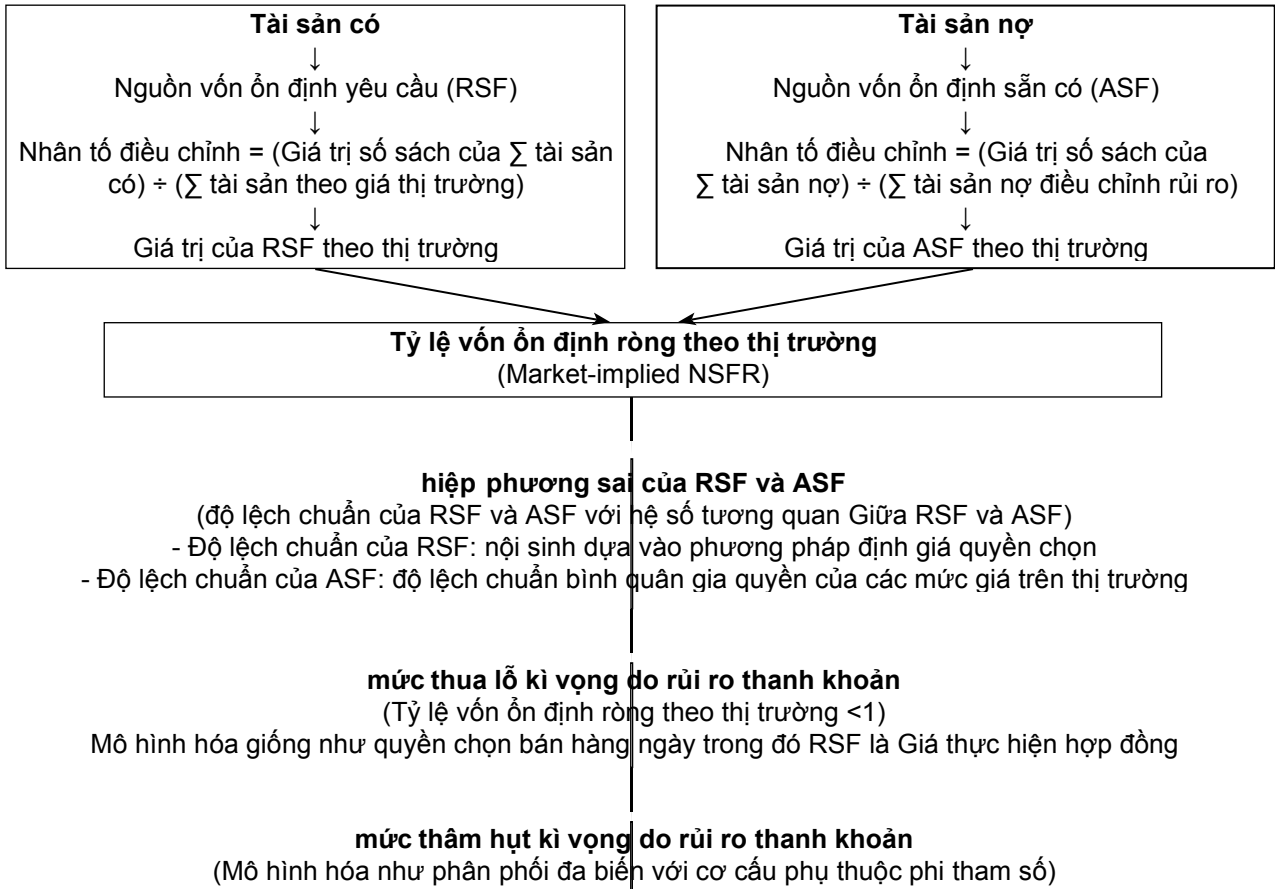 Tài sản có
↓
Nguồn vốn ổn định yêu cầu (RSF)
↓
Nhân tố điều chỉnh = (Giá trị số sách của ∑ tài sản
có) ÷ (∑ tài sản theo giá thị trường)
↓
Giá trị của RSF theo thị trường
Tài sản nợ
↓
Nguồn vốn ổn định sẵn có (ASF)
↓
Nhân tố điều chỉnh = (Giá trị số sách của
∑ tài sản nợ) ÷ (∑ tài sản nợ điều chỉnh rủi ro)
↓
Giá trị của ASF theo thị trường
Tỷ lệ vốn ổn định ròng theo thị trường
(Market-implied NSFR)
hiệp phương sai của RSF và ASF
(độ lệch chuẩn của RSF và ASF với hệ số tương quan Giữa RSF và ASF)
- Độ lệch chuẩn của RSF: nội sinh dựa vào phương pháp định giá quyền chọn
- Độ lệch chuẩn của ASF: độ lệch chuẩn bình quân gia quyền của các mức giá trên thị trường
mức thua lỗ kì vọng do rủi ro thanh khoản
(Tỷ lệ vốn ổn định ròng theo thị trường <1)
Mô hình hóa giống như quyền chọn bán hàng ngày trong đó RSF là Giá thực hiện hợp đồng
mức thâm hụt kì vọng do rủi ro thanh khoản
(Mô hình hóa như phân phối đa biến với cơ cấu phụ thuộc phi tham số)